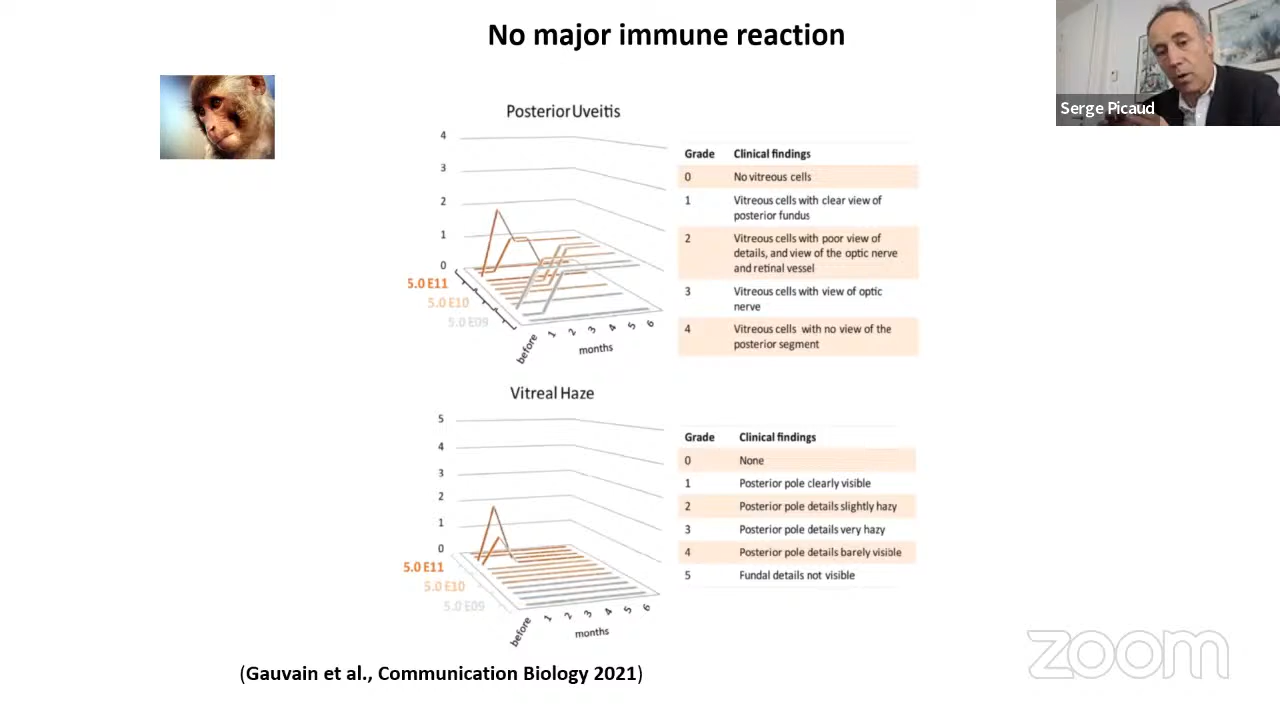 No major immune reaction
Serge Picaud
Posterior Uveitis
4
3
2
1
0
5.0 E11
5.0 E10
5.0 E09
before 1 2 3 4 5 6
months
Grade Clinical findings
0 No vitreous cells
1 Vitreous cells with clear view of
posterior fundus
2 Vitreous cells with poor view of
details, and view of the optic nerve
and retinal vessel
3 Vitreous cells with view of optic
nerve
4 Vitreous cells with no view of the
posterior segment
Vitreal Haze
5
4
3
2
1
0
5.0 E11
5.0 E10
5.0 E09
before 1 2 3 4 5 6
months
Grade Clinical findings
0 None
1 Posterior pole clearly visible
2 Posterior pole details slightly hazy
3 Posterior pole details very hazy
4 Posterior pole details barely visible
5 Fundal details not visible
(Gauvain et al., Communication Biology 2021)
zoom